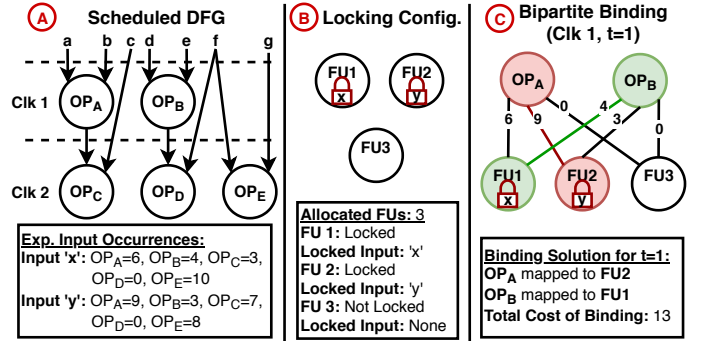 A Scheduled DFG
a b c d e f g
Clk 1
OPA OPB
Clk 2
OPC OPD OPE
Exp. Input Occurrences:
Input 'x': OPA=6, OPB=4, OPC=3,
OPD=0, OPE=10
Input 'y': OPA=9, OPB=3, OPC=7,
OPD=0, OPE=8
B Locking Config.
FU1 FU2
x y
FU3
Allocated FUs: 3
FU 1: Locked
Locked Input: 'x'
FU 2: Locked
Locked Input: 'y'
FU 3: Not Locked
Locked Input: None
C Bipartite Binding
(Clk 1, t=1)
OPA OPB
0 4
6 9 3 0
FU1 FU2 FU3
x y
Binding Solution for t=1:
OPA mapped to FU2
OPB mapped to FU1
Total Cost of Binding: 13